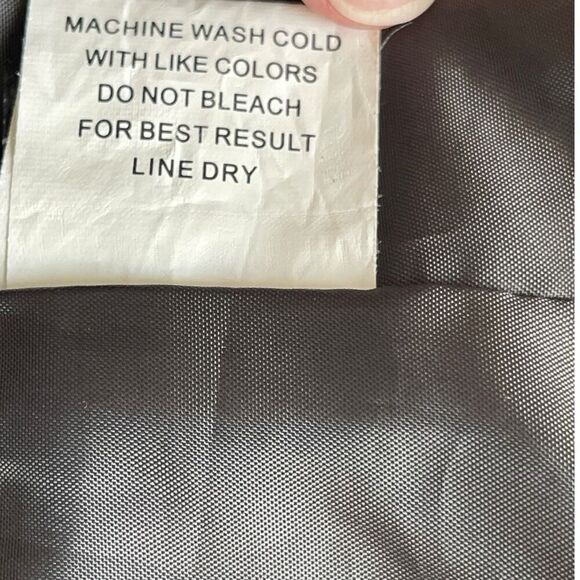 MACHINE WASH COLD
WITH LIKE COLORS
DO NOT BLEACH
FOR BEST RESULT
LINE DRY